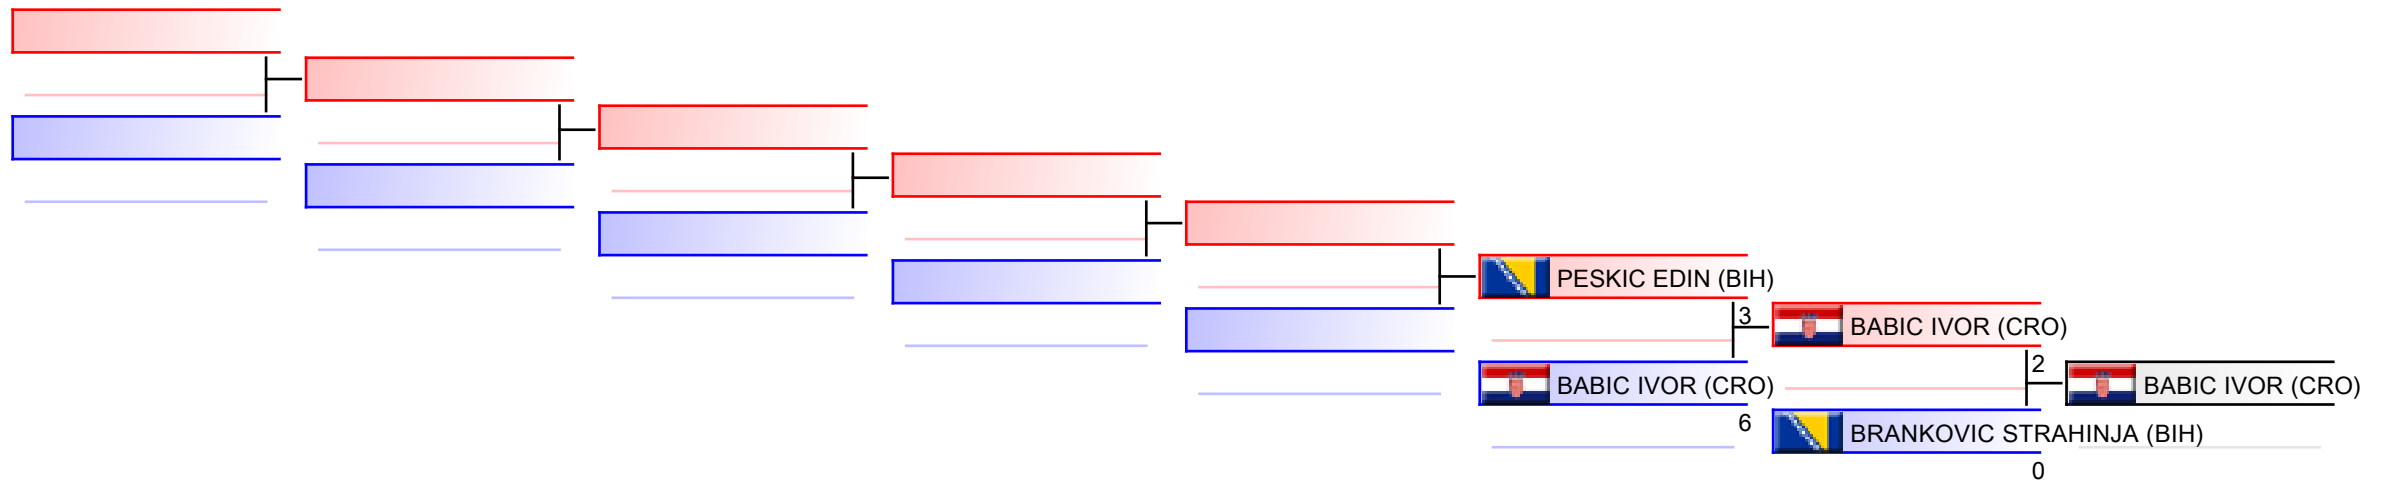 PESKIC EDIN (BIH)
3
BABIC IVOR (CRO)
6
BABIC IVOR (CRO)
2
BRANKOVIC STRAHINJA (BIH)
0
BABIC IVOR (CRO)